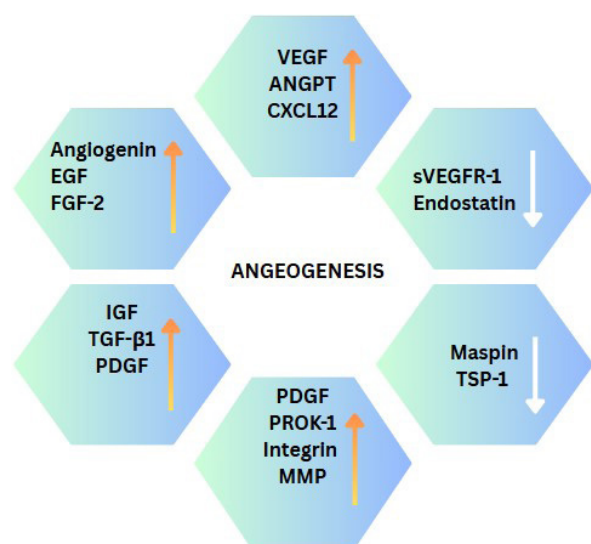 VEGF
ANGPT
CXCL12
Angiogenin
EGF
FGF-2
sVEGFR-1
Endostatin
ANGEOGENESIS
IGF
TGF-β1
PDGF
Maspin
TSP-1
PDGF
PROK-1
Integrin
MMP